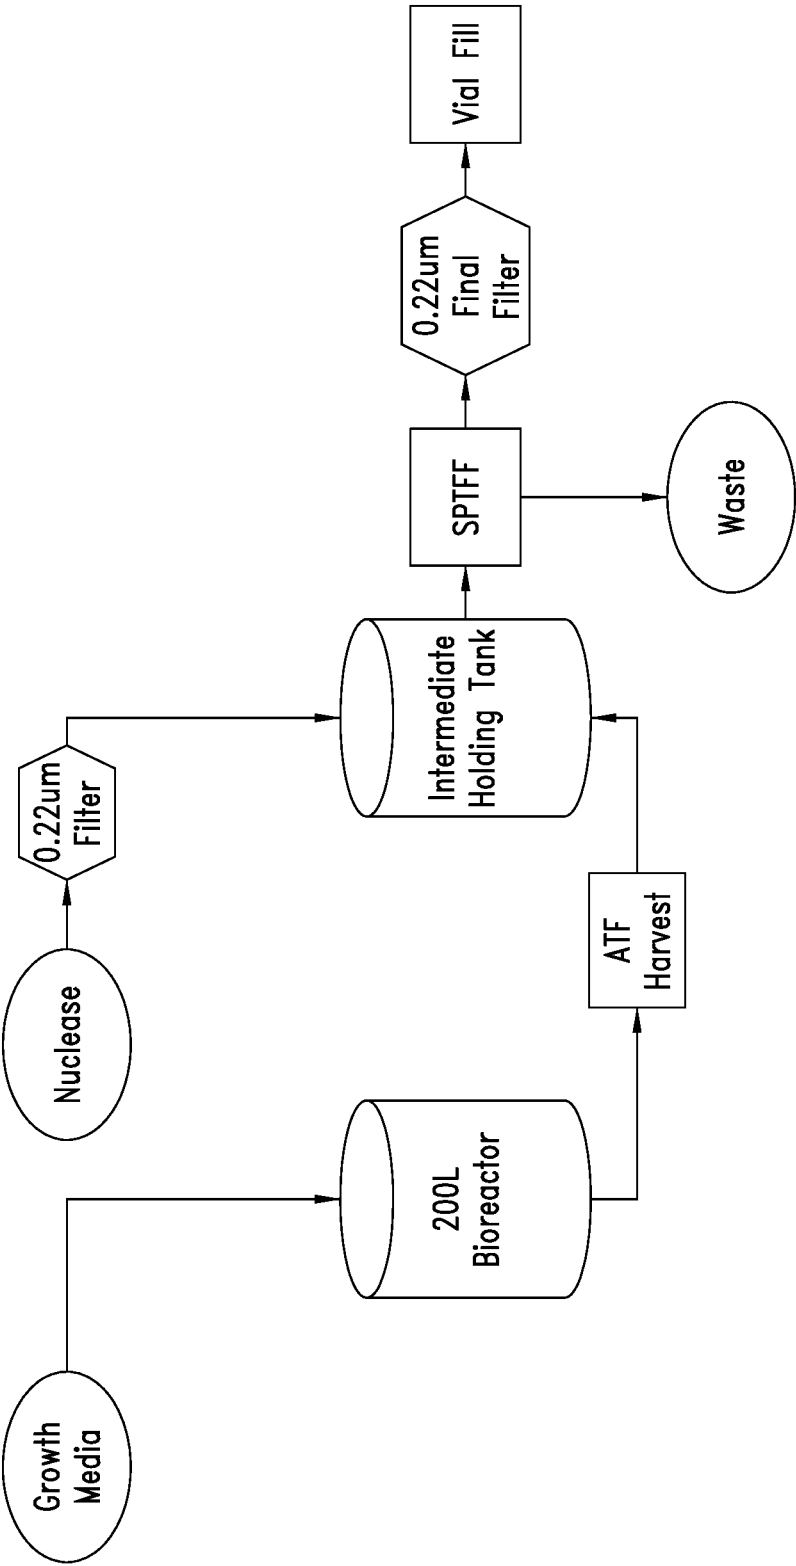 Growth
Media
200L
Bioreactor
Nuclease
0.22um
Filter
ATF
Harvest
Intermediate
Holding Tank
SPTFF
Waste
0.22um
Final
Filter
Vial Fill